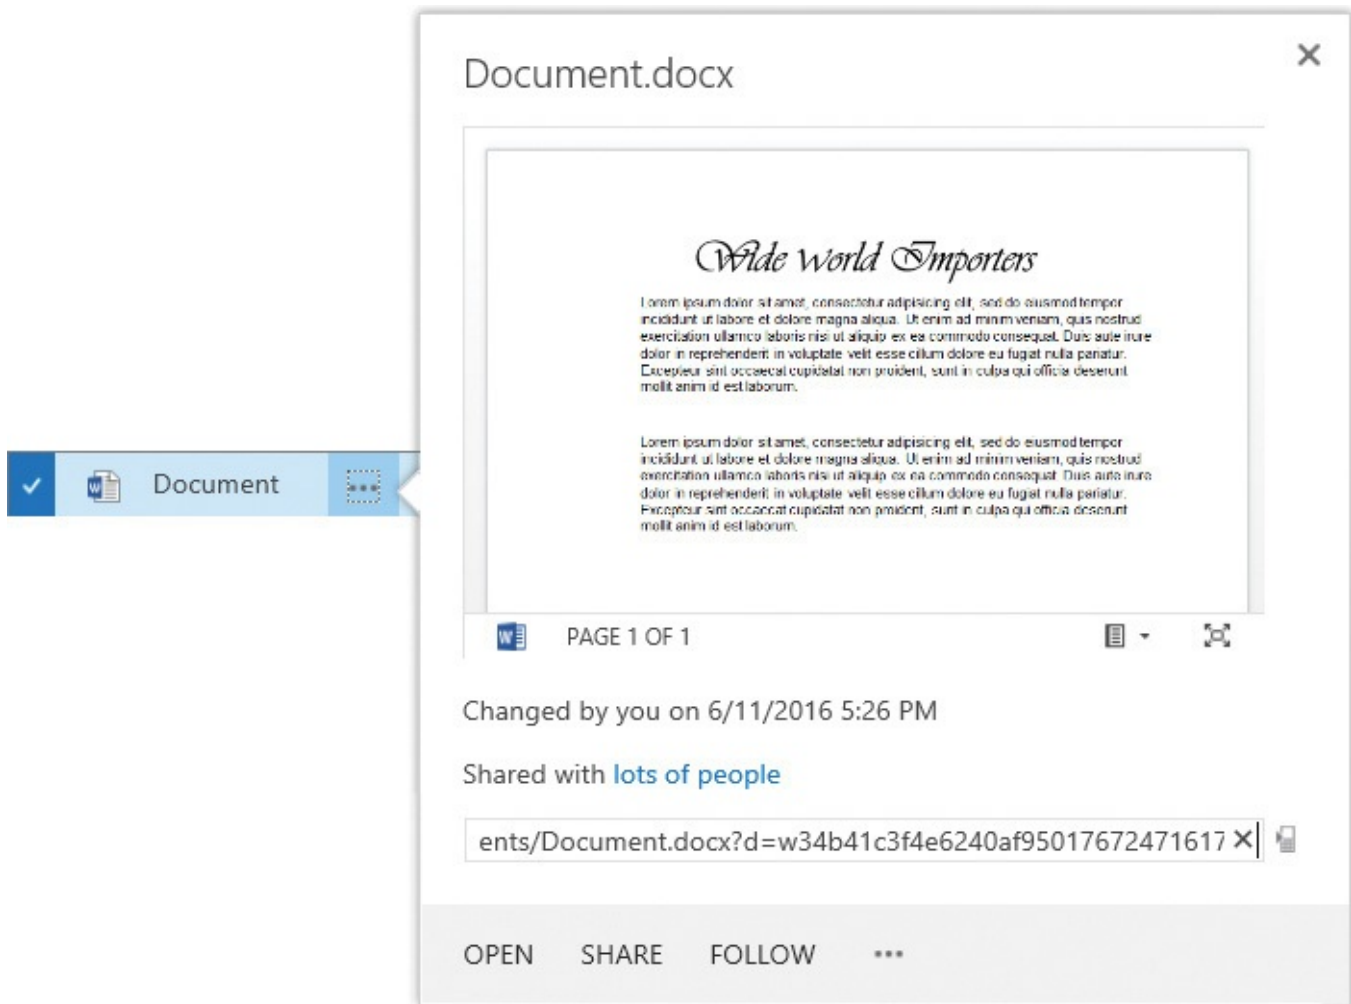 Document.docx
Wide World Importers
Lorem ipsum dolor sit amet, consectetur adipisicing elit, sed do eiusmod tempor
incididunt ut labore et dolore magna aliqua. Ut enim ad minim veniam, quis nostrud
exercitation ullamco laboris nisi ut aliquip ex ea commodo consequat. Duis aute irure
dolor in reprehenderit in voluptate velit esse cillum dolore eu fugiat nulla pariatur.
Excepteur sint occaecat cupidatat non proident, sunt in culpa qui officia deserunt
mollit anim id est laborum.
Lorem ipsum dolor sit amet, consectetur adipisicing elit, sed do eiusmod tempor
incididunt ut labore et dolore magna aliqua. Ut enim ad minim veniam, quis nostrud
exercitation ullamco laboris nisi ut aliquip ex ea commodo consequat. Duis aute irure
dolor in reprehenderit in voluptate velit esse cillum dolore eu fugiat nulla pariatur.
Excepteur sint occaecat cupidatat non proident, sunt in culpa qui officia deserunt
mollit anim id est laborum.
Document
PAGE 1 OF 1
Changed by you on 6/11/2016 5:26 PM
Shared with lots of people
ents/Document.docx?d=w34b41c3f4e6240af95017672471617
OPEN SHARE FOLLOW